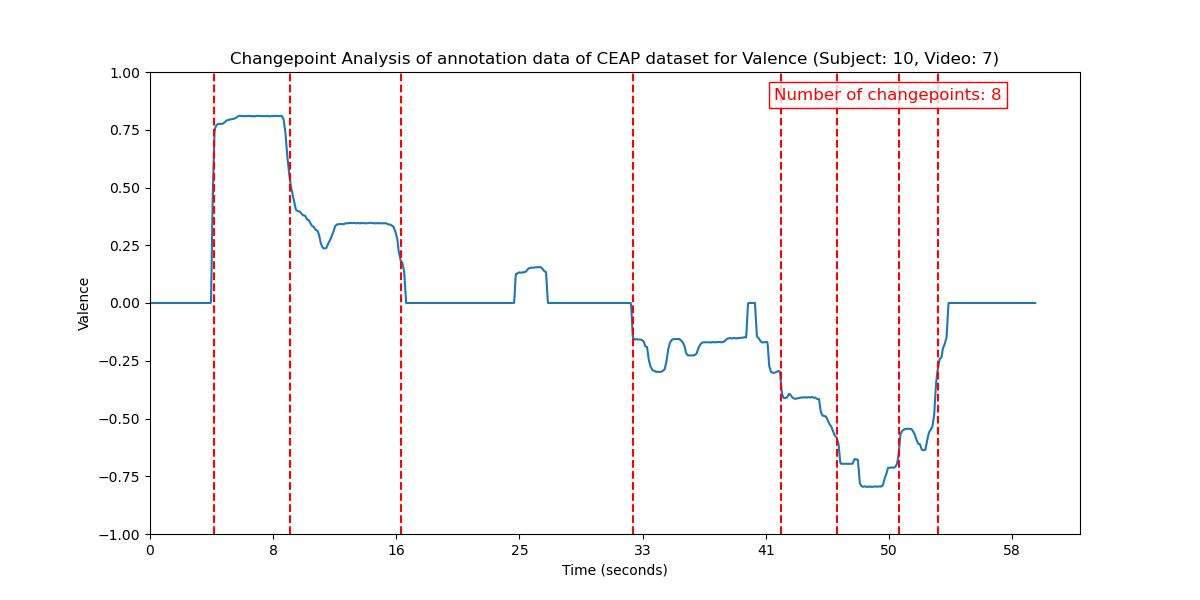 Changepoint Analysis of annotation data of CEAP dataset for Valence (Subject: 10, Video: 7)
Number of changepoints: 8
Valence
1.00
0.75
0.50
0.25
0.00
−0.25
−0.50
−0.75
−1.00
0 8 16 25 33 41 50 58
Time (seconds)